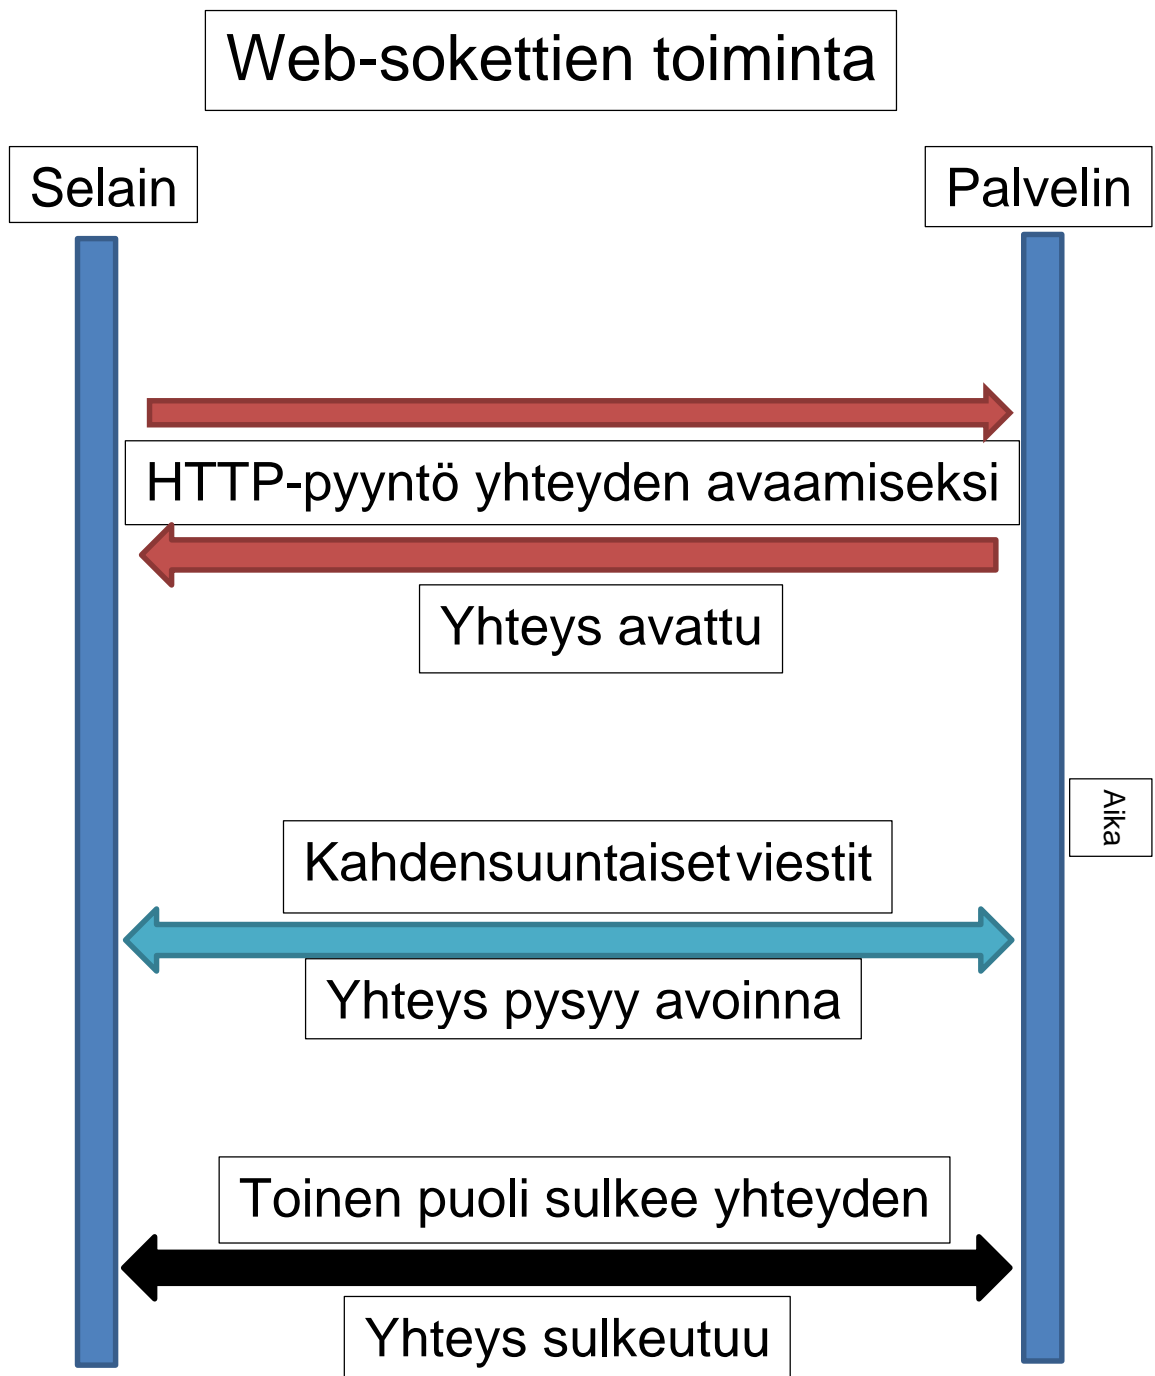 Web-sokettien toiminta
Selain
Palvelin
HTTP-pyyntö yhteyden avaamiseksi
Yhteys avattu
Aika
Kahdensuuntaiset viestit
Yhteys pysyy avoinna
Toinen puoli sulkee yhteyden
Yhteys sulkeutuu